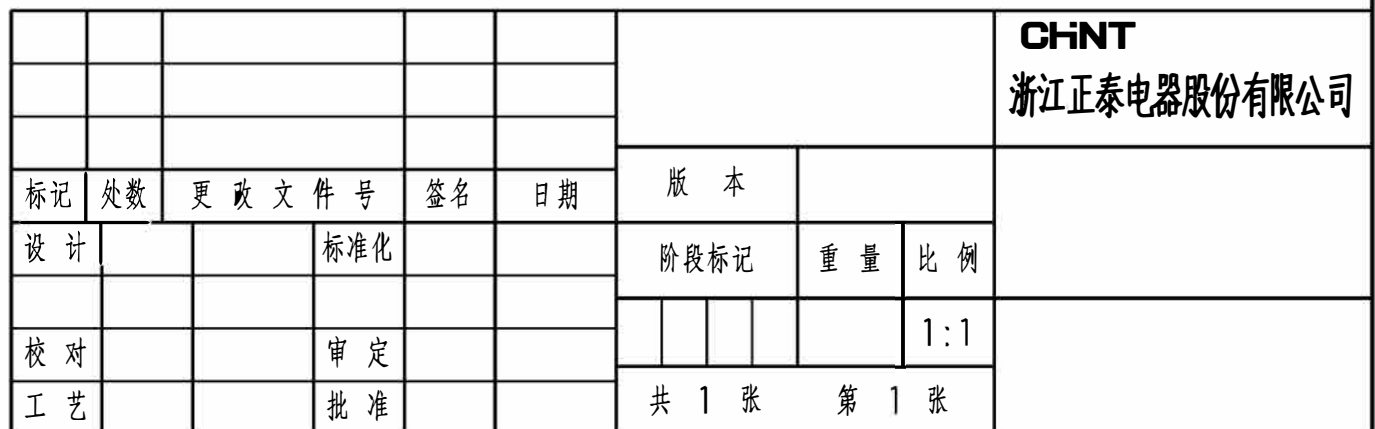 CHiNT
浙江正泰电器股份有限公司
标记 处数 更改文件号 签名 日期 版本
设计 标准化 阶段标记 重量 比例
1:1
校对 审定
工艺 批准 共 1 张 第 1 张